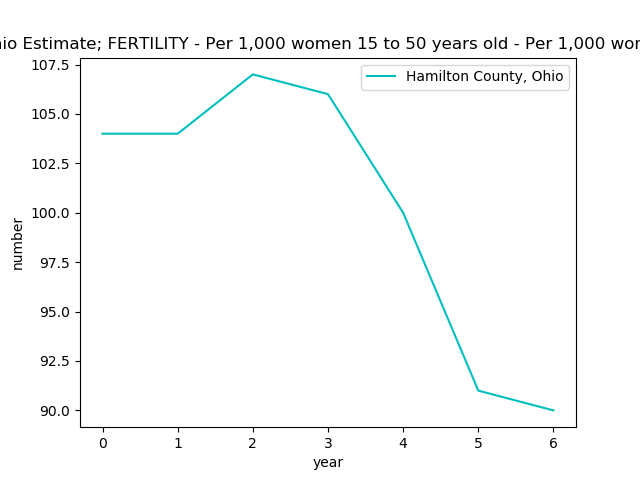 Estimate; FERTILITY - Per 1,000 women 15 to 50 years old - Per 1,000
Hamilton County, Ohio
107.5
105.0
102.5
100.0
97.5
95.0
92.5
90.0
number
0 1 2 3 4 5 6
year